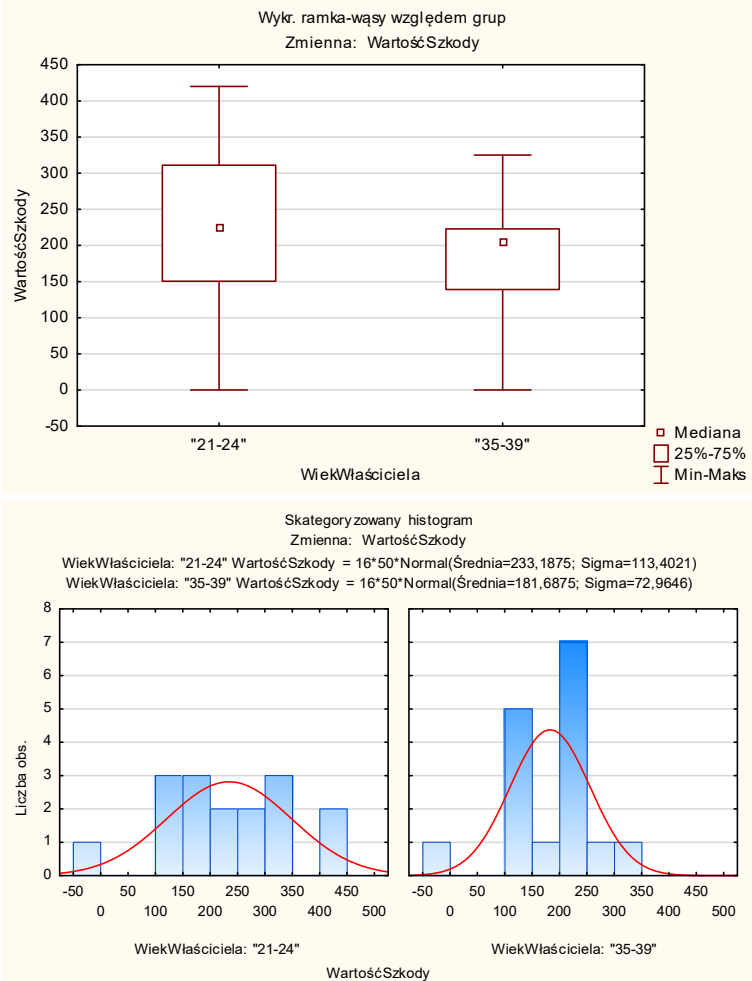 Wykr. ramka-wąsy względem grup
Zmienna: WartośćSzkody
450
400
350
300
250
200
150
100
50
0
-50
WartośćSzkody
"21-24" "35-39"
WiekWłaściciela
Mediana
25%-75%
Min-Maks
Skategoryzowany histogram
Zmienna: WartośćSzkody
WiekWłaściciela: "21-24" WartośćSzkody = 16*50*Normal(Średnia=233,1875; Sigma=113,4021)
WiekWłaściciela: "35-39" WartośćSzkody = 16*50*Normal(Średnia=181,6875; Sigma=72,9646)
8
7
6
5
4
3
2
1
0
Liczba obs.
-50 50 150 250 350 450 -50 50 150 250 350 450
0 100 200 300 400 500 0 100 200 300 400 500
WiekWłaściciela: "21-24" WiekWłaściciela: "35-39"
WartośćSzkody